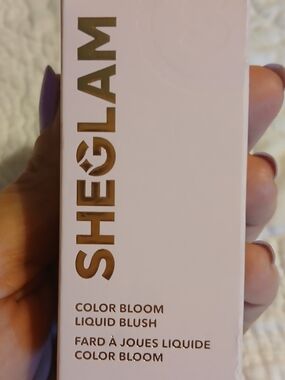 SHEGLAM
COLOR BLOOM
LIQUID BLUSH
FARD À JOUES LIQUIDE
COLOR BLOOM